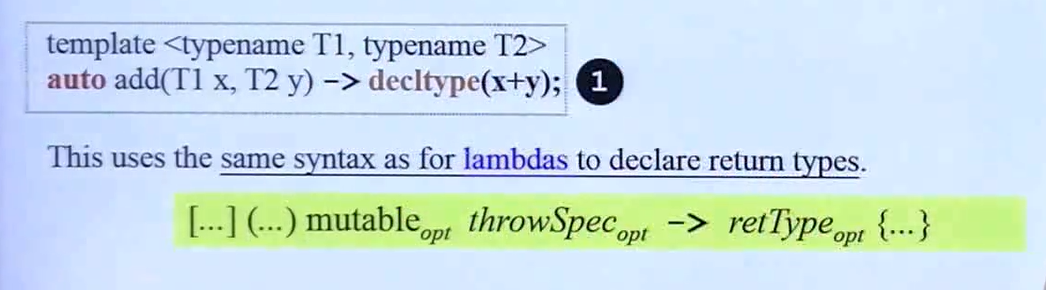 template <typename T1, typename T2>
auto add(T1 x, T2 y) -> decltype(x+y); 1
This uses the same syntax as for lambdas to declare return types.
[...] (...) mutable opt throwSpec opt -> retType opt {...}